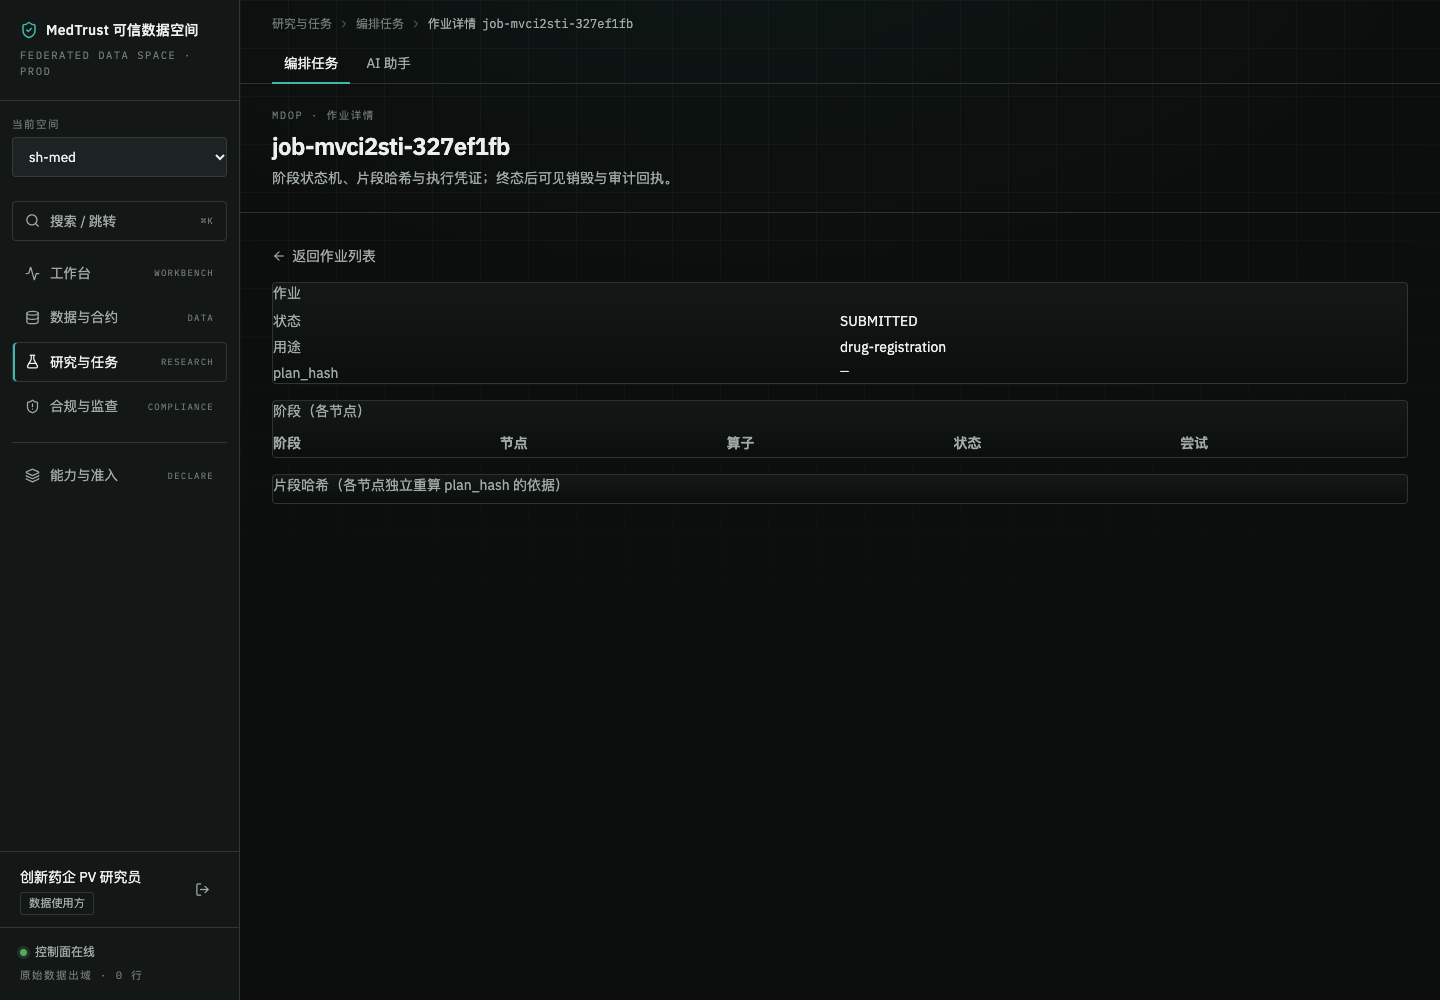 MedTrust 可信数据空间
FEDERATED DATA SPACE ·
PROD
当前空间
sh-med
搜索 / 跳转 ⌘K
工作台 WORKBENCH
数据与合约 DATA
研究与任务 RESEARCH
合规与监查 COMPLIANCE
能力与准入 DECLARE
创新药企 PV 研究员
数据使用方
控制面在线
原始数据出域 · 0 行
研究与任务 › 编排任务 › 作业详情 job-mvci2sti-327ef1fb
编排任务 AI 助手
MDOP · 作业详情
job-mvci2sti-327ef1fb
阶段状态机、片段哈希与执行凭证；终态后可见销毁与审计回执。
← 返回作业列表
作业
状态 SUBMITTED
用途 drug-registration
plan_hash —
阶段（各节点）
阶段 节点 算子 状态 尝试
片段哈希（各节点独立重算 plan_hash 的依据）